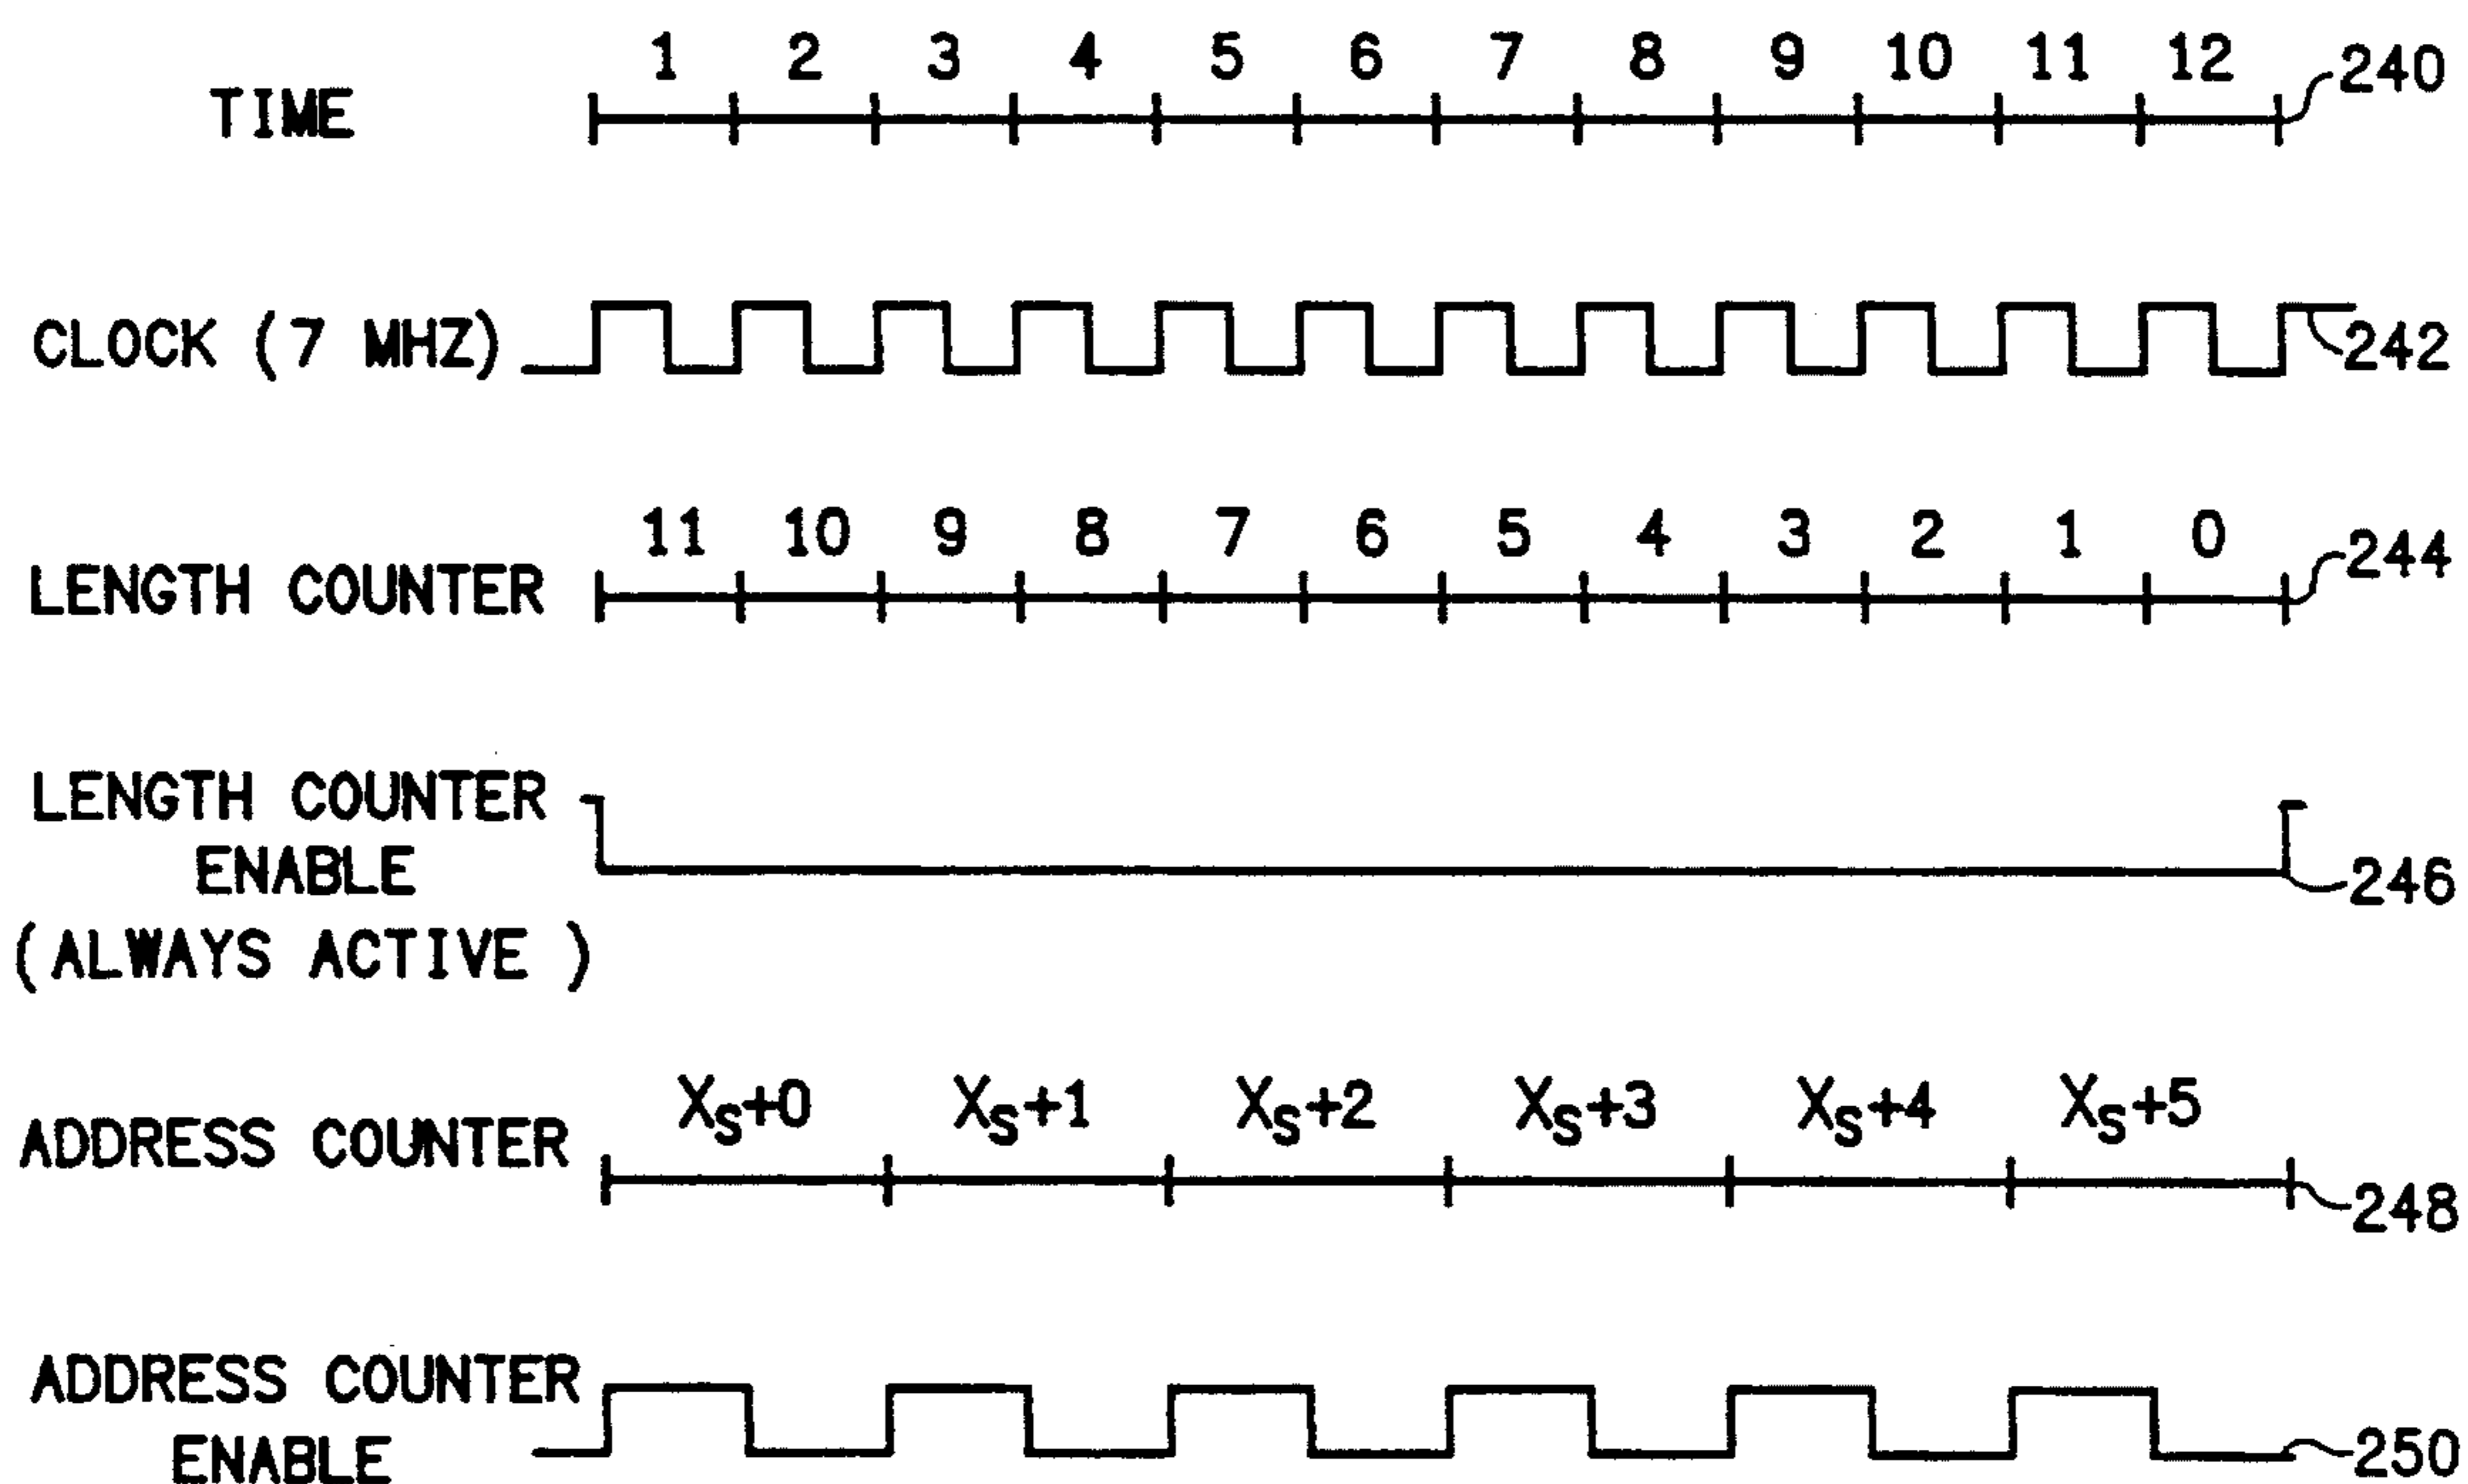 1 2 3 4 5 6 7 8 9 10 11 12
TIME 240
CLOCK (7 MHZ) 242
11 10 9 8 7 6 5 4 3 2 1 0
LENGTH COUNTER 244
LENGTH COUNTER
ENABLE 246
(ALWAYS ACTIVE )
XS+0 XS+1 XS+2 XS+3 XS+4 XS+5
ADDRESS COUNTER 248
ADDRESS COUNTER
ENABLE 250